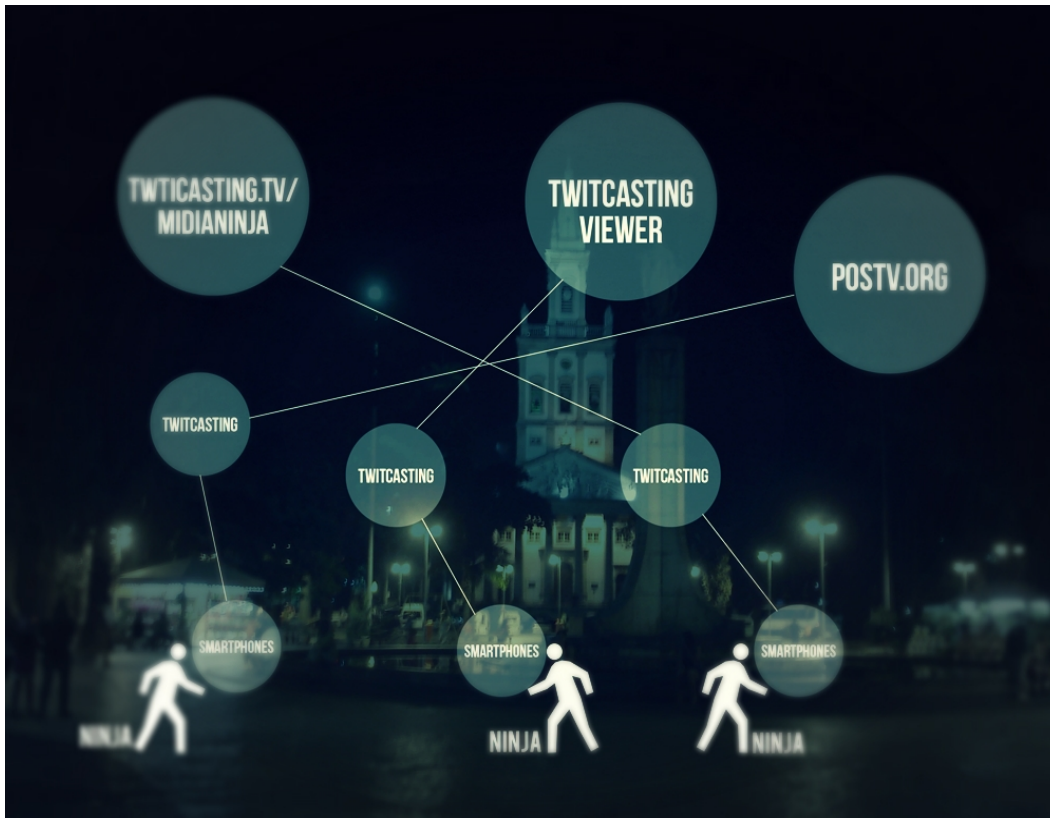 TWTICASTING.TV/
MIDIANINJA
TWITCASTING
VIEWER
POSTV.ORG
TWITCASTING
TWITCASTING
TWITCASTING
SMARTPHONES
SMARTPHONES
SMARTPHONES
NINJA
NINJA
NINJA